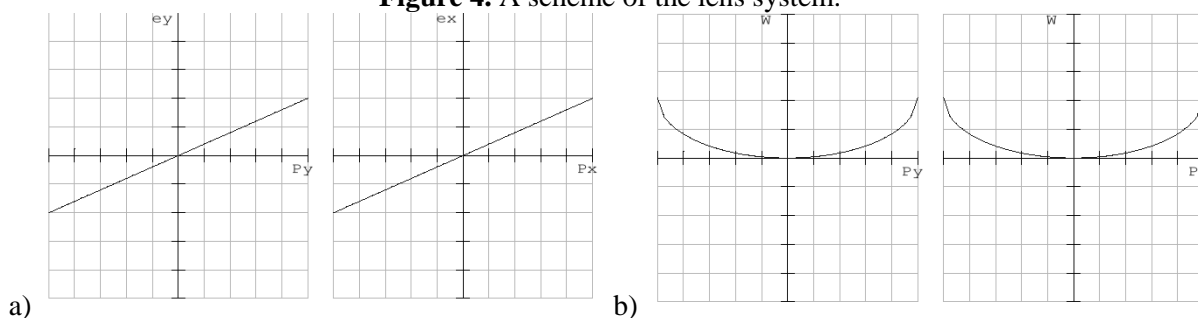 Figure 4. A scheme of the lens system.
ey ex W W
Py Px Py P
a) b)